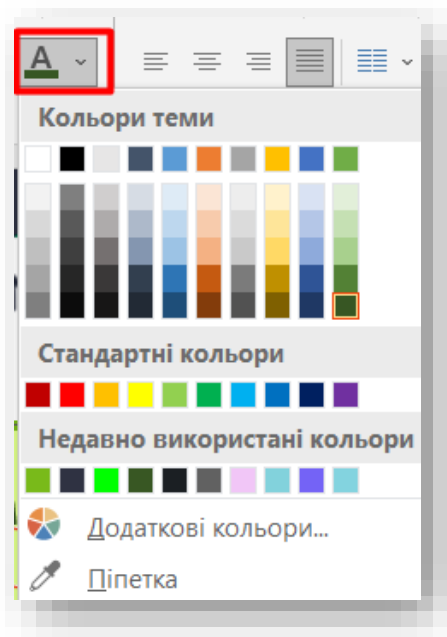 A
Кольори теми
Стандартні кольори
Недавно використані кольори
Додаткові кольори...
Піпетка